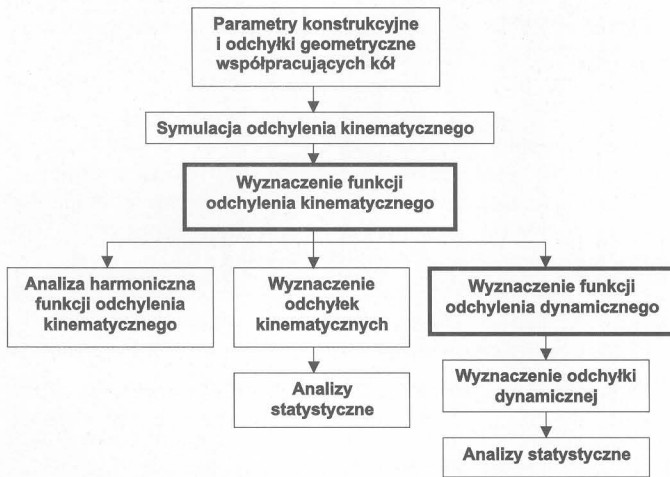 Parametry konstrukcyjne
i odchyłki geometryczne
współpracujących kół
Symulacja odchylenia kinematycznego
Wyznaczenie funkcji
odchylenia kinematycznego
Analiza harmoniczna
funkcji odchylenia
kinematycznego
Wyznaczenie
odchyłek
kinematycznych
Wyznaczenie funkcji
odchylenia dynamicznego
Analizy
statystyczne
Wyznaczenie odchyłki
dynamicznej
Analizy statystyczne